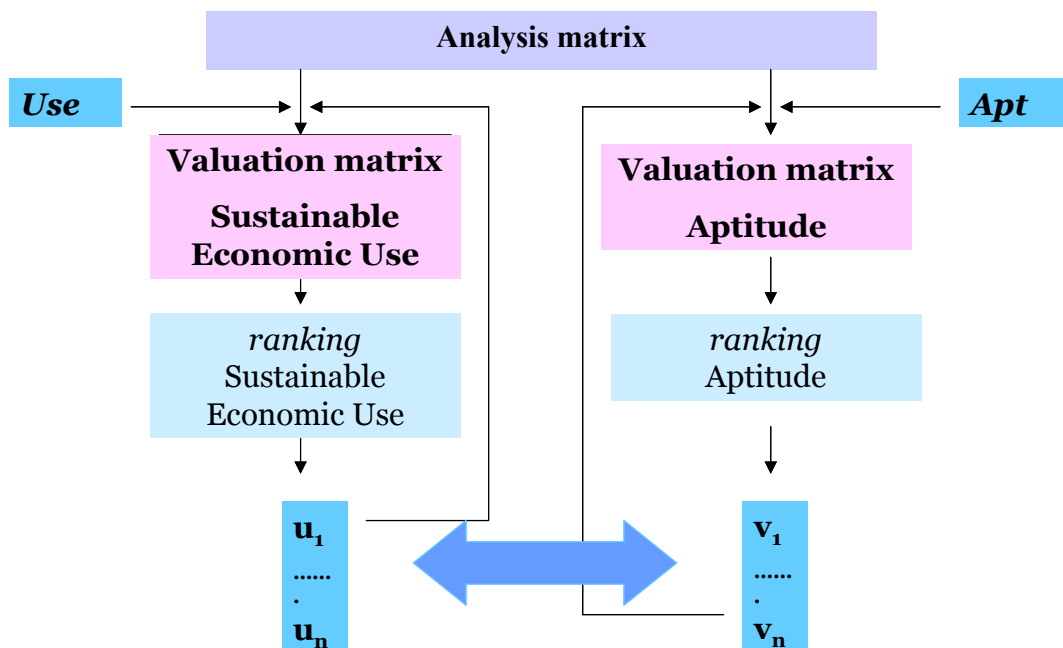 Analysis matrix
Use
Apt
Valuation matrix
Sustainable
Economic Use
Valuation matrix
Aptitude
ranking
Sustainable
Economic Use
ranking
Aptitude
u₁
......
.
uₙ
v₁
......
.
vₙ